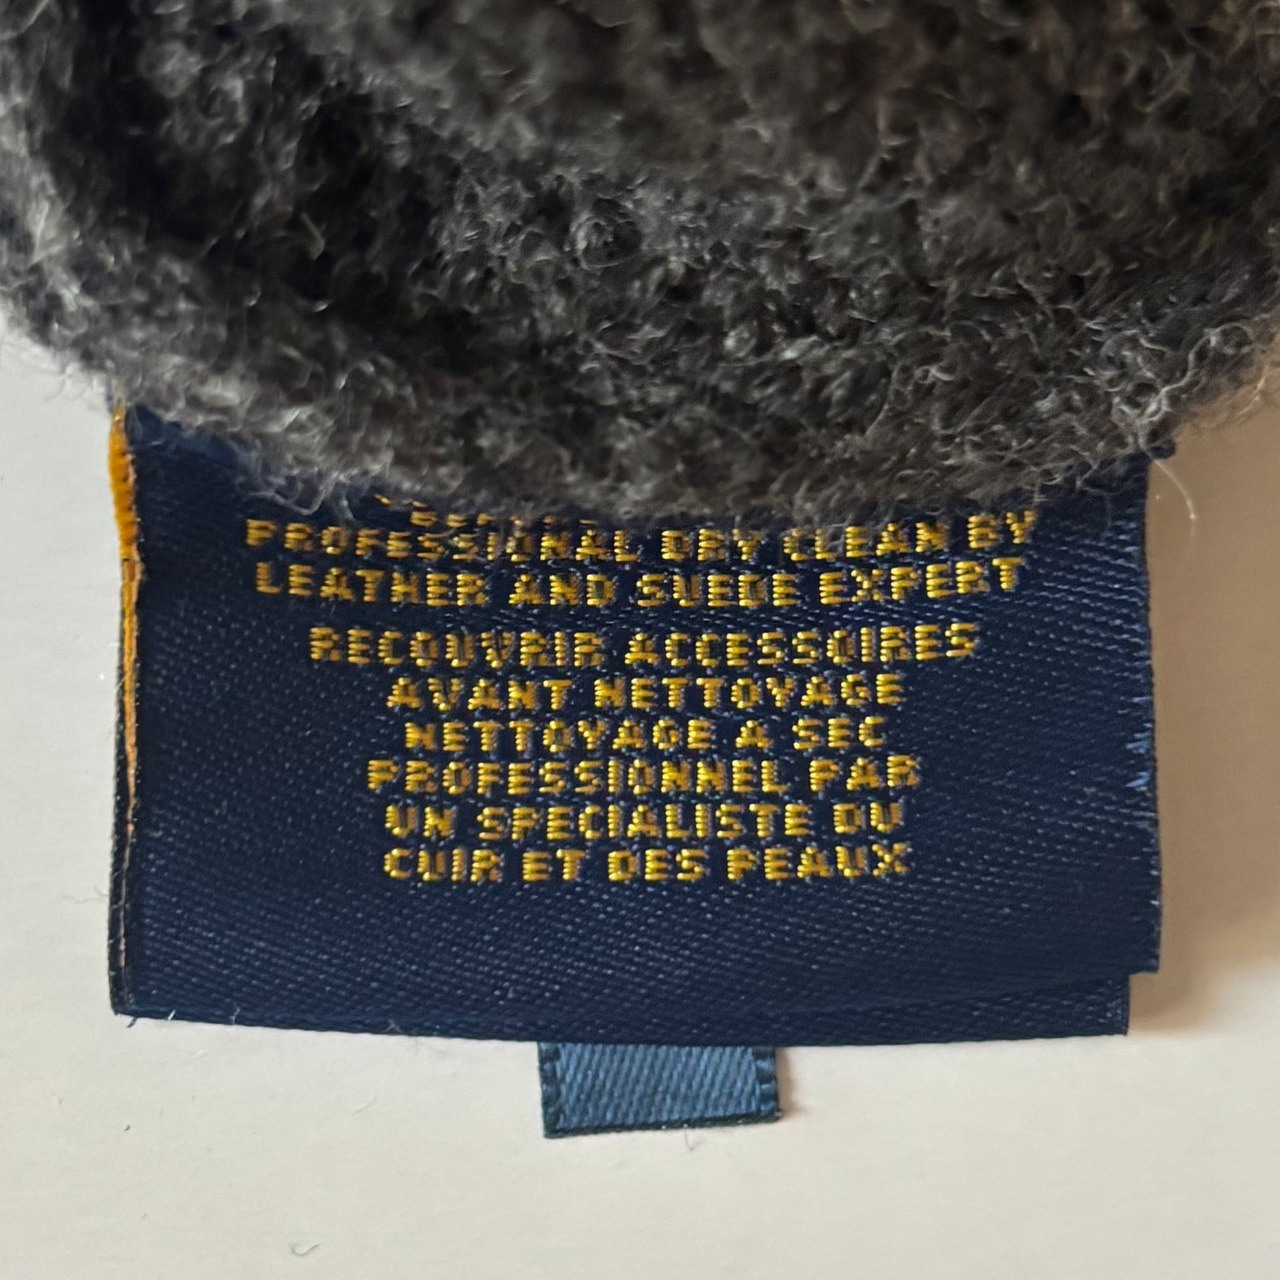 PROFESSIONAL DRY CLEAN BY
LEATHER AND SUEDE EXPERT
RECOUVRIR ACCESSOIRES
AVANT NETTOYAGE
NETTOYAGE A SEC
PROFESSIONNEL PAR
UN SPECIALISTE DU
CUIR ET DES PEAUX